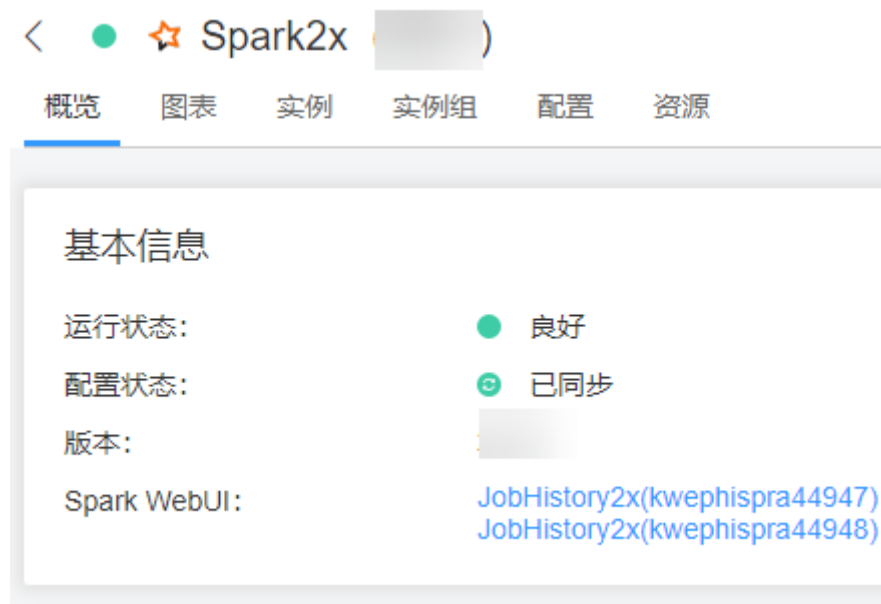 Spark2x )
概览 图表 实例 实例组 配置 资源
基本信息
运行状态: 良好
配置状态: 已同步
版本:
Spark WebUI: JobHistory2x(kwephispra44947)
JobHistory2x(kwephispra44948)